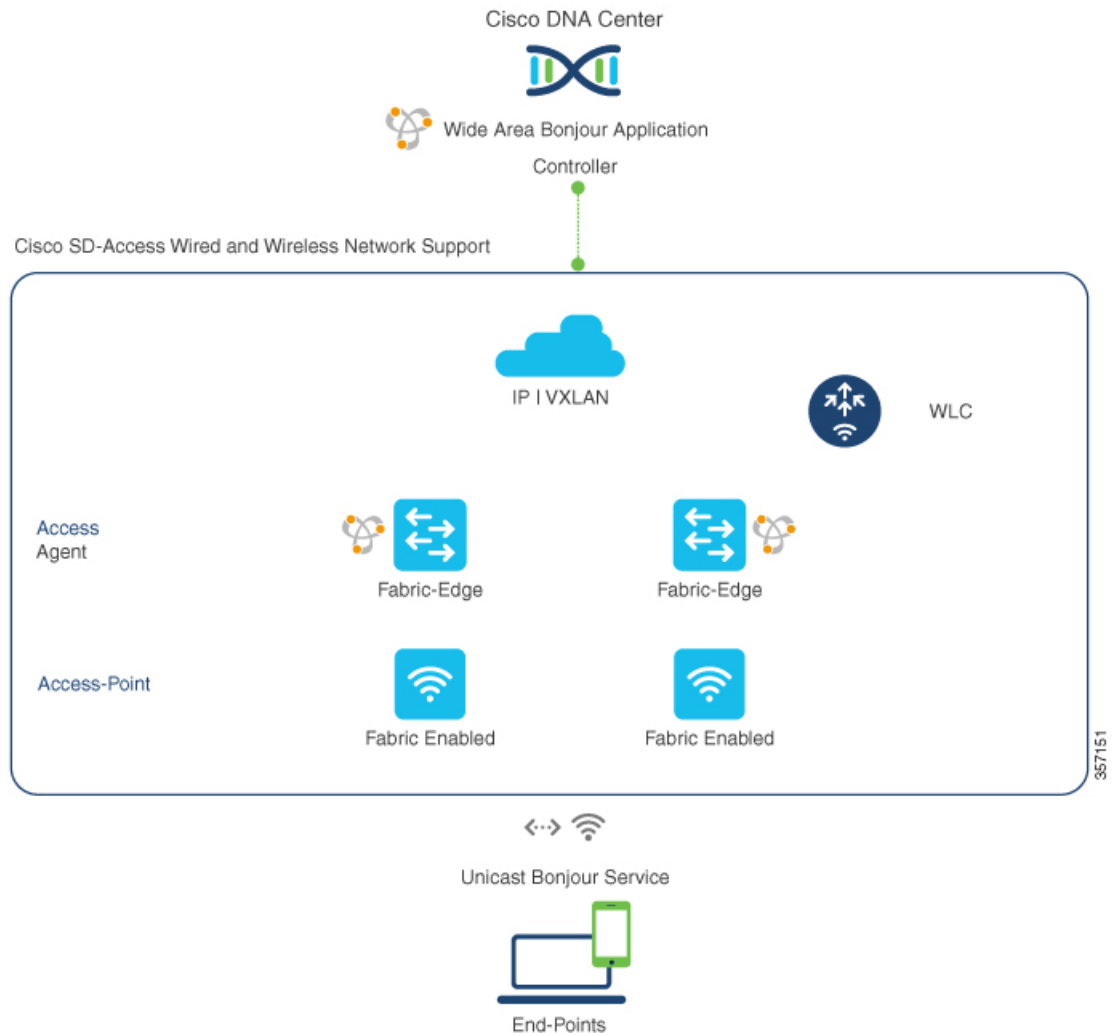 Cisco DNA Center
Wide Area Bonjour Application
Controller
Cisco SD-Access Wired and Wireless Network Support
IP | VXLAN
WLC
Access
Agent
Fabric-Edge
Fabric-Edge
Access-Point
Fabric Enabled
Fabric Enabled
357151
Unicast Bonjour Service
End-Points